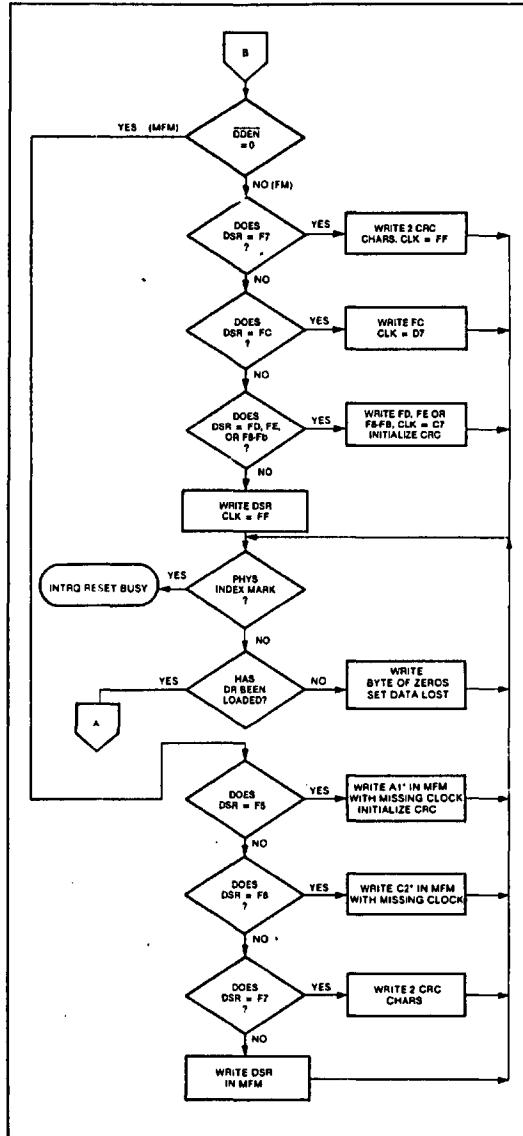 B
YES (MFM)
DDEN
= 0
NO (FM)
DOES
DSR = F7
?
YES
WRITE 2 CRC
CHARS. CLK = FF
NO
DOES
DSR = FC
?
YES
WRITE FC
CLK = D7
NO
DOES
DSR = FD, FE,
OR F8-FB
?
YES
WRITE FD, FE OR
F8-FB, CLK = C7
INITIALIZE CRC
NO
WRITE DSR
CLK = FF
INTRQ RESET BUSY
YES
PHYS
INDEX MARK
?
NO
YES
HAS
DR BEEN
LOADED?
NO
WRITE
BYTE OF ZEROS
SET DATA LOST
A
DOES
DSR = F5
?
YES
WRITE A1* IN MFM
WITH MISSING CLOCK
INITIALIZE CRC
NO
DOES
DSR = F6
?
YES
WRITE C2* IN MFM
WITH MISSING CLOCK
NO
DOES
DSR = F7
?
YES
WRITE 2 CRC
CHARS
NO
WRITE DSR
IN MFM